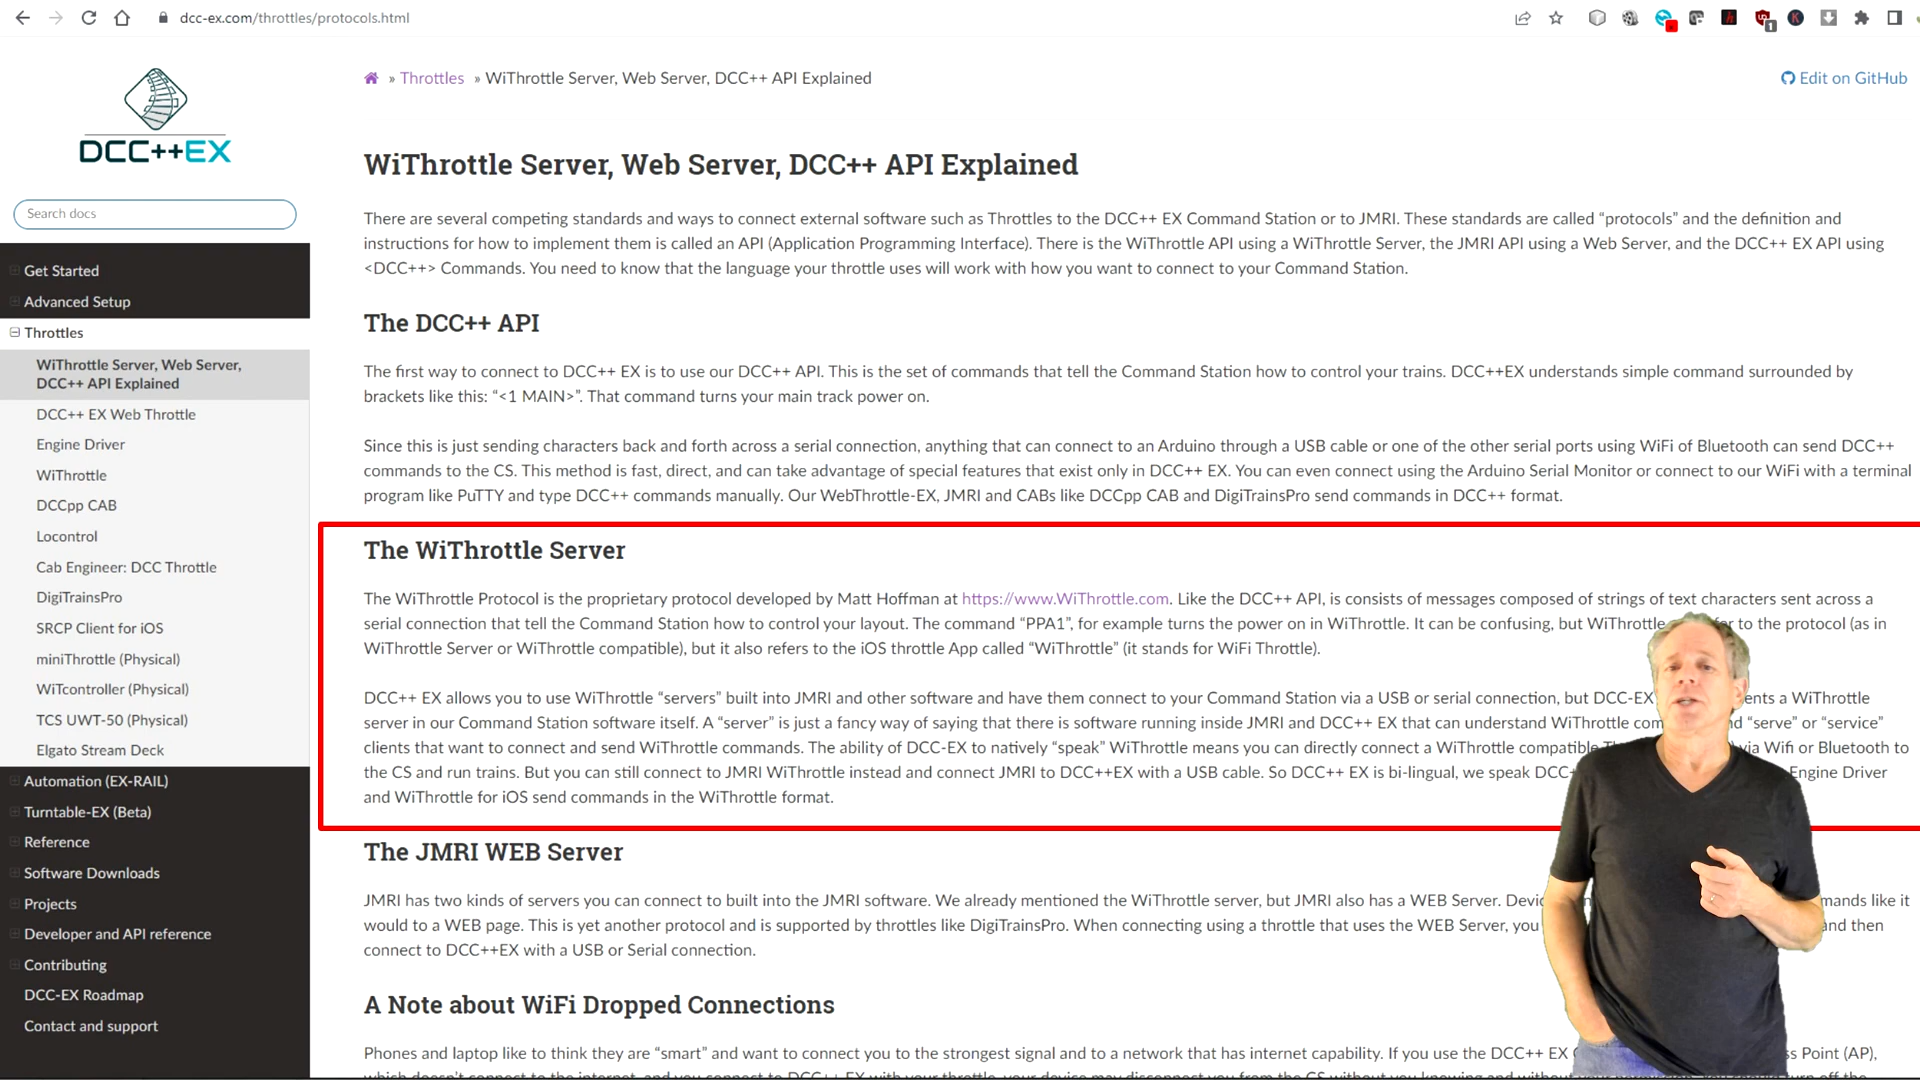 dcc-ex.com/throttles/protocols.html
DCC++EX
Search docs
Get Started
Advanced Setup
Throttles
WiThrottle Server, Web Server,
DCC++ API Explained
DCC++ EX Web Throttle
Engine Driver
WiThrottle
DCCpp CAB
Locontrol
Cab Engineer: DCC Throttle
DigiTrainsPro
SRCP Client for iOS
miniThrottle (Physical)
WiTcontroller (Physical)
TCS UWT-50 (Physical)
Elgato Stream Deck
Automation (EX-RAIL)
Turntable-EX (Beta)
Reference
Software Downloads
Projects
Developer and API reference
Contributing
DCC-EX Roadmap
Contact and support
» Throttles » WiThrottle Server, Web Server, DCC++ API Explained
Edit on GitHub
WiThrottle Server, Web Server, DCC++ API Explained
There are several competing standards and ways to connect external software such as Throttles to the DCC++ EX Command Station or to JMRI. These standards are called “protocols” and the definition and
instructions for how to implement them is called an API (Application Programming Interface). There is the WiThrottle API using a WiThrottle Server, the JMRI API using a Web Server, and the DCC++ EX API using
<DCC++> Commands. You need to know that the language your throttle uses will work with how you want to connect to your Command Station.
The DCC++ API
The first way to connect to DCC++ EX is to use our DCC++ API. This is the set of commands that tell the Command Station how to control your trains. DCC++EX understands simple command surrounded by
brackets like this: “<1 MAIN>”. That command turns your main track power on.
Since this is just sending characters back and forth across a serial connection, anything that can connect to an Arduino through a USB cable or one of the other serial ports using WiFi of Bluetooth can send DCC++
commands to the CS. This method is fast, direct, and can take advantage of special features that exist only in DCC++ EX. You can even connect using the Arduino Serial Monitor or connect to our WiFi with a terminal
program like PuTTY and type DCC++ commands manually. Our WebThrottle-EX, JMRI and CABs like DCCpp CAB and DigiTrainsPro send commands in DCC++ format.
The WiThrottle Server
The WiThrottle Protocol is the proprietary protocol developed by Matt Hoffman at https://www.WiThrottle.com. Like the DCC++ API, is consists of messages composed of strings of text characters sent across a
serial connection that tell the Command Station how to control your layout. The command “PPA1”, for example turns the power on in WiThrottle. It can be confusing, but WiThrottle to the protocol (as in
WiThrottle Server or WiThrottle compatible), but it also refers to the iOS throttle App called “WiThrottle” (it stands for WiFi Throttle).
DCC++ EX allows you to use WiThrottle “servers” built into JMRI and other software and have them connect to your Command Station via a USB or serial connection, but DCC-EX a WiThrottle
server in our Command Station software itself. A “server” is just a fancy way of saying that there is software running inside JMRI and DCC++ EX that can understand WiThrottle “serve” or “service”
clients that want to connect and send WiThrottle commands. The ability of DCC-EX to natively “speak” WiThrottle means you can directly connect a WiThrottle compatible via Wifi or Bluetooth to
the CS and run trains. But you can still connect to JMRI WiThrottle instead and connect JMRI to DCC++EX with a USB cable. So DCC++ EX is bi-lingual, we speak Engine Driver
and WiThrottle for iOS send commands in the WiThrottle format.
The JMRI WEB Server
JMRI has two kinds of servers you can connect to built into the JMRI software. We already mentioned the WiThrottle server, but JMRI also has a WEB Server. like it
would to a WEB page. This is yet another protocol and is supported by throttles like DigiTrainsPro. When connecting using a throttle that uses the WEB Server, you and then
connect to DCC++EX with a USB or Serial connection.
A Note about WiFi Dropped Connections
Phones and laptop like to think they are “smart” and want to connect you to the strongest signal and to a network that has internet capability. If you use the DCC++ EX Point (AP),